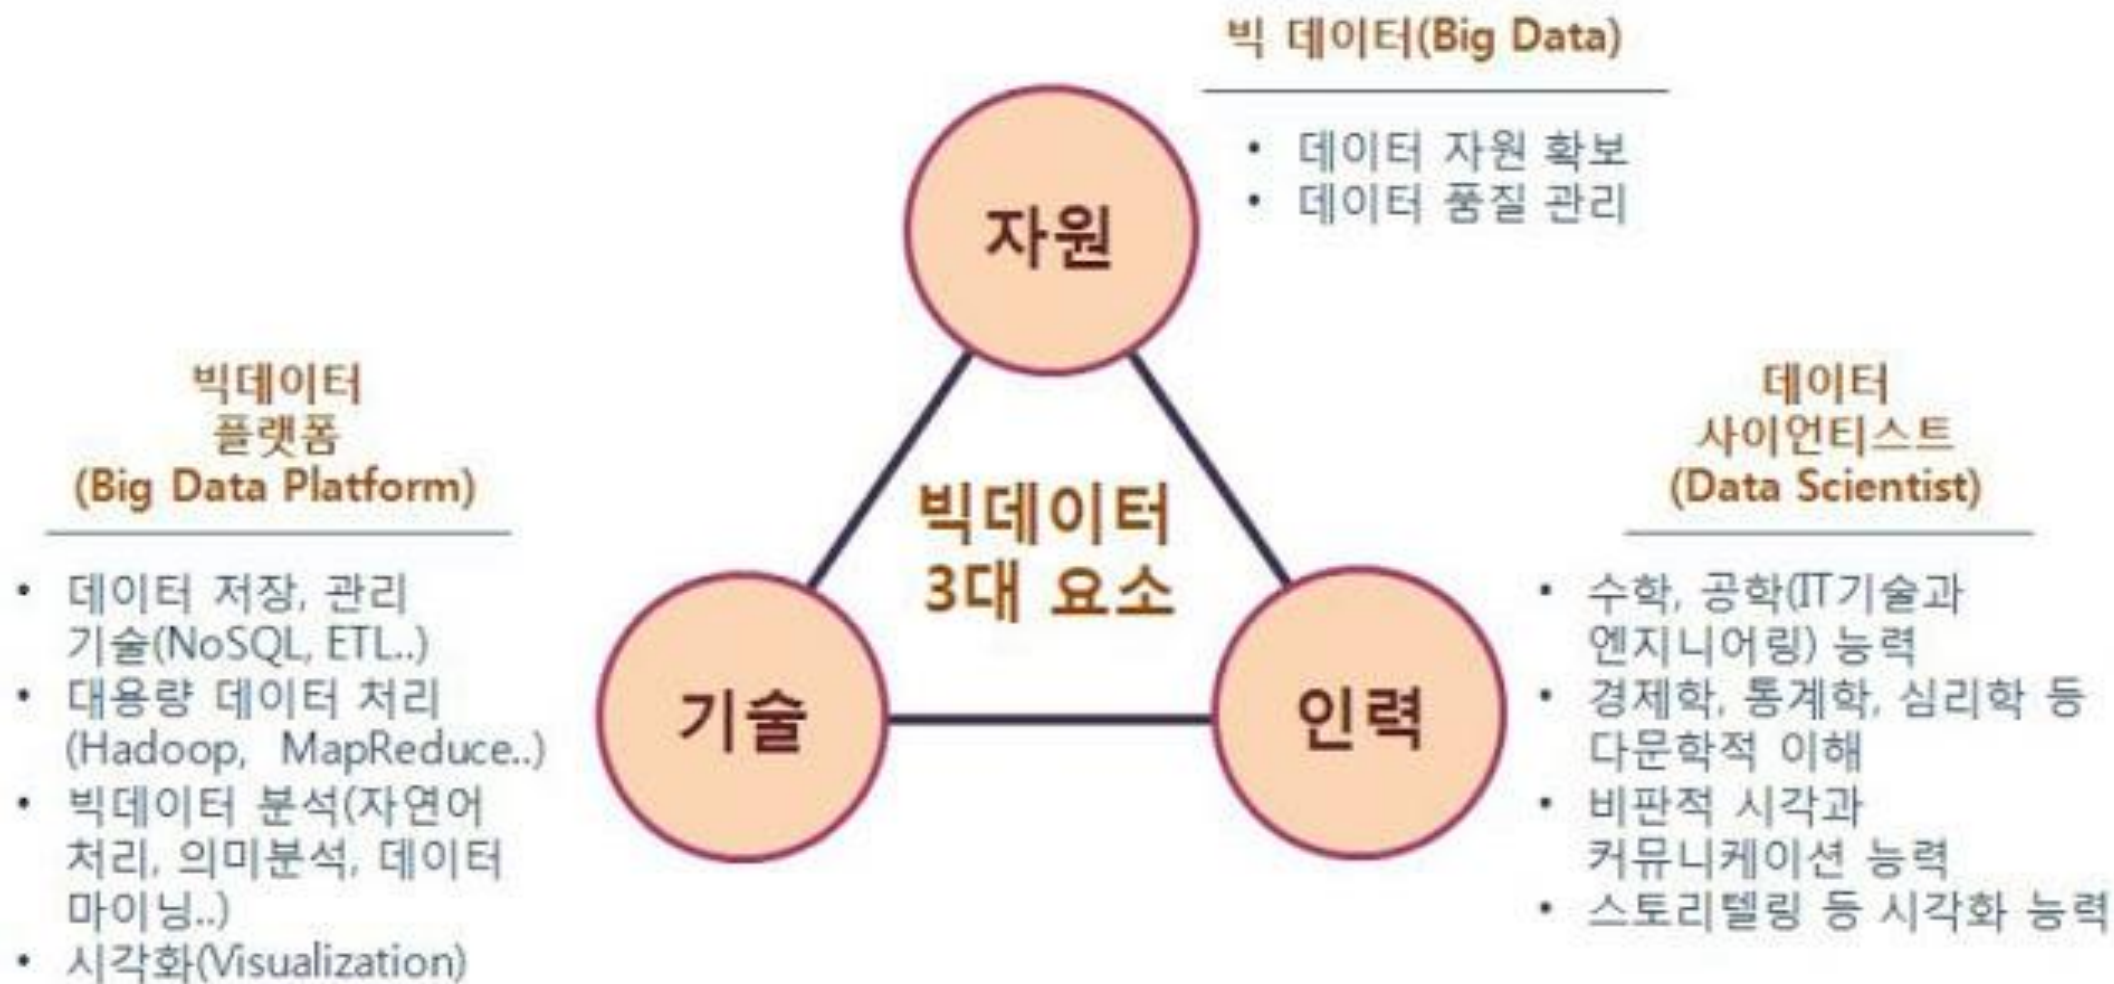 빅 데이터(Big Data)
• 데이터 자원 확보
• 데이터 품질 관리
자원
빅데이터
플랫폼
(Big Data Platform)
• 데이터 저장, 관리
기술(NoSQL, ETL..)
• 대용량 데이터 처리
(Hadoop, MapReduce..)
• 빅데이터 분석(자연어
처리, 의미분석, 데이터
마이닝..)
• 시각화(Visualization)
빅데이터
3대 요소
기술
인력
데이터
사이언티스트
(Data Scientist)
• 수학, 공학(IT기술과
엔지니어링) 능력
• 경제학, 통계학, 심리학 등
다문학적 이해
• 비판적 시각과
커뮤니케이션 능력
• 스토리텔링 등 시각화 능력